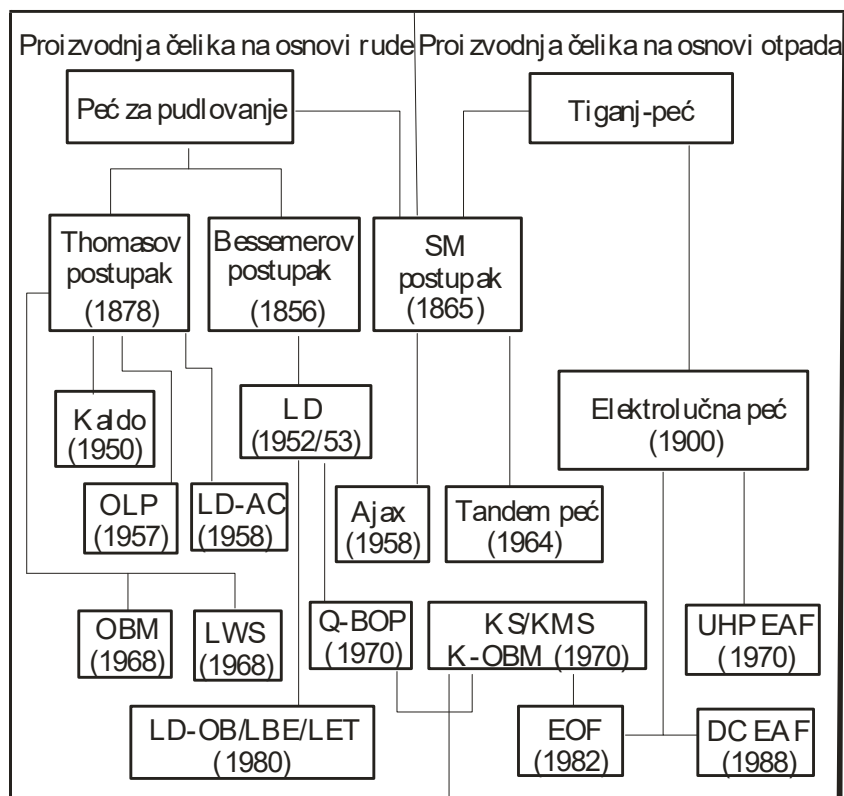 Proizvodnja čelika na osnovi rude
Proizvodnja čelika na osnovi otpada
Peć za pudlovanje
Tiganj-peć
Thomasov
postupak
(1878)
Bessemerov
postupak
(1856)
SM
postupak
(1865)
Kaldo
(1950)
LD
(1952/53)
Elektrolučna peć
(1900)
OLP
(1957)
LD-AC
(1958)
Ajax
(1958)
Tandem peć
(1964)
OBM
(1968)
LWS
(1968)
Q-BOP
(1970)
KS/KMS
K-OBM (1970)
UHP EAF
(1970)
LD-OB/LBE/LET
(1980)
EOF
(1982)
DC EAF
(1988)